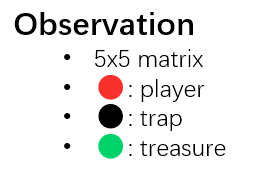 Observation
• 5x5 matrix
• : player
• : trap
• : treasure